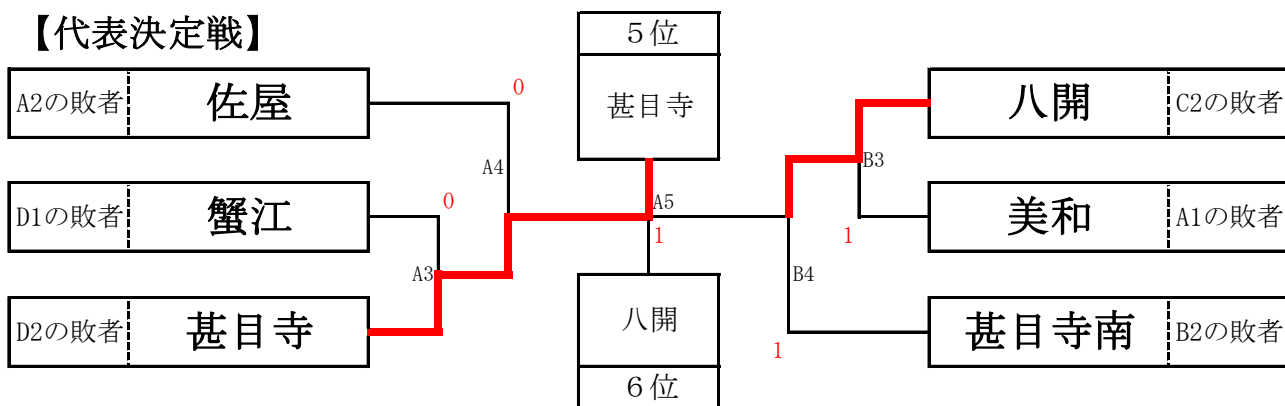 【代表決定戦】
5位
甚目寺
A2の敗者 佐屋
0
八開 C2の敗者
A4
B3
D1の敗者 蟹江
0
A5
1
1
美和 A1の敗者
A3
B4
D2の敗者 甚目寺
八開
6位
1
甚目寺南 B2の敗者